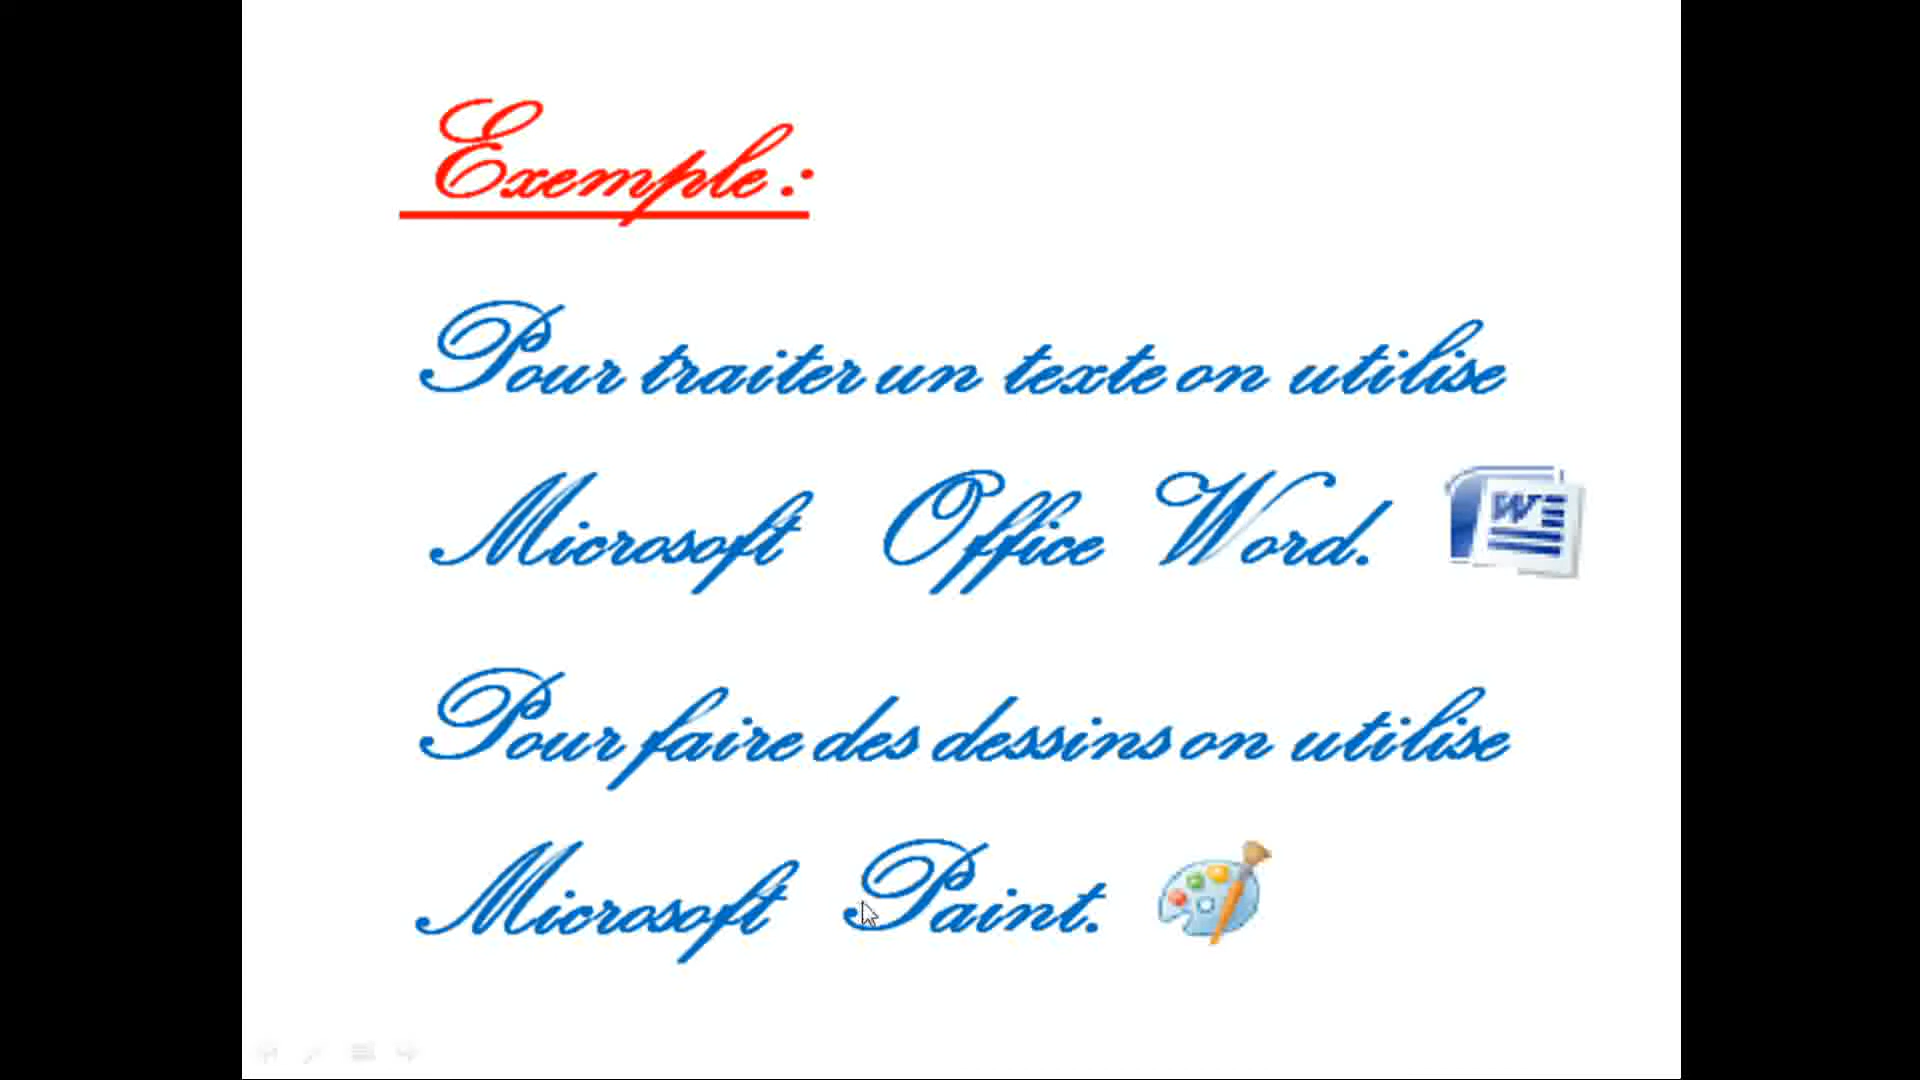 Exemple :
Pour traiter un texte on utilise
Microsoft Office Word.
Pour faire des dessins on utilise
Microsoft Paint.